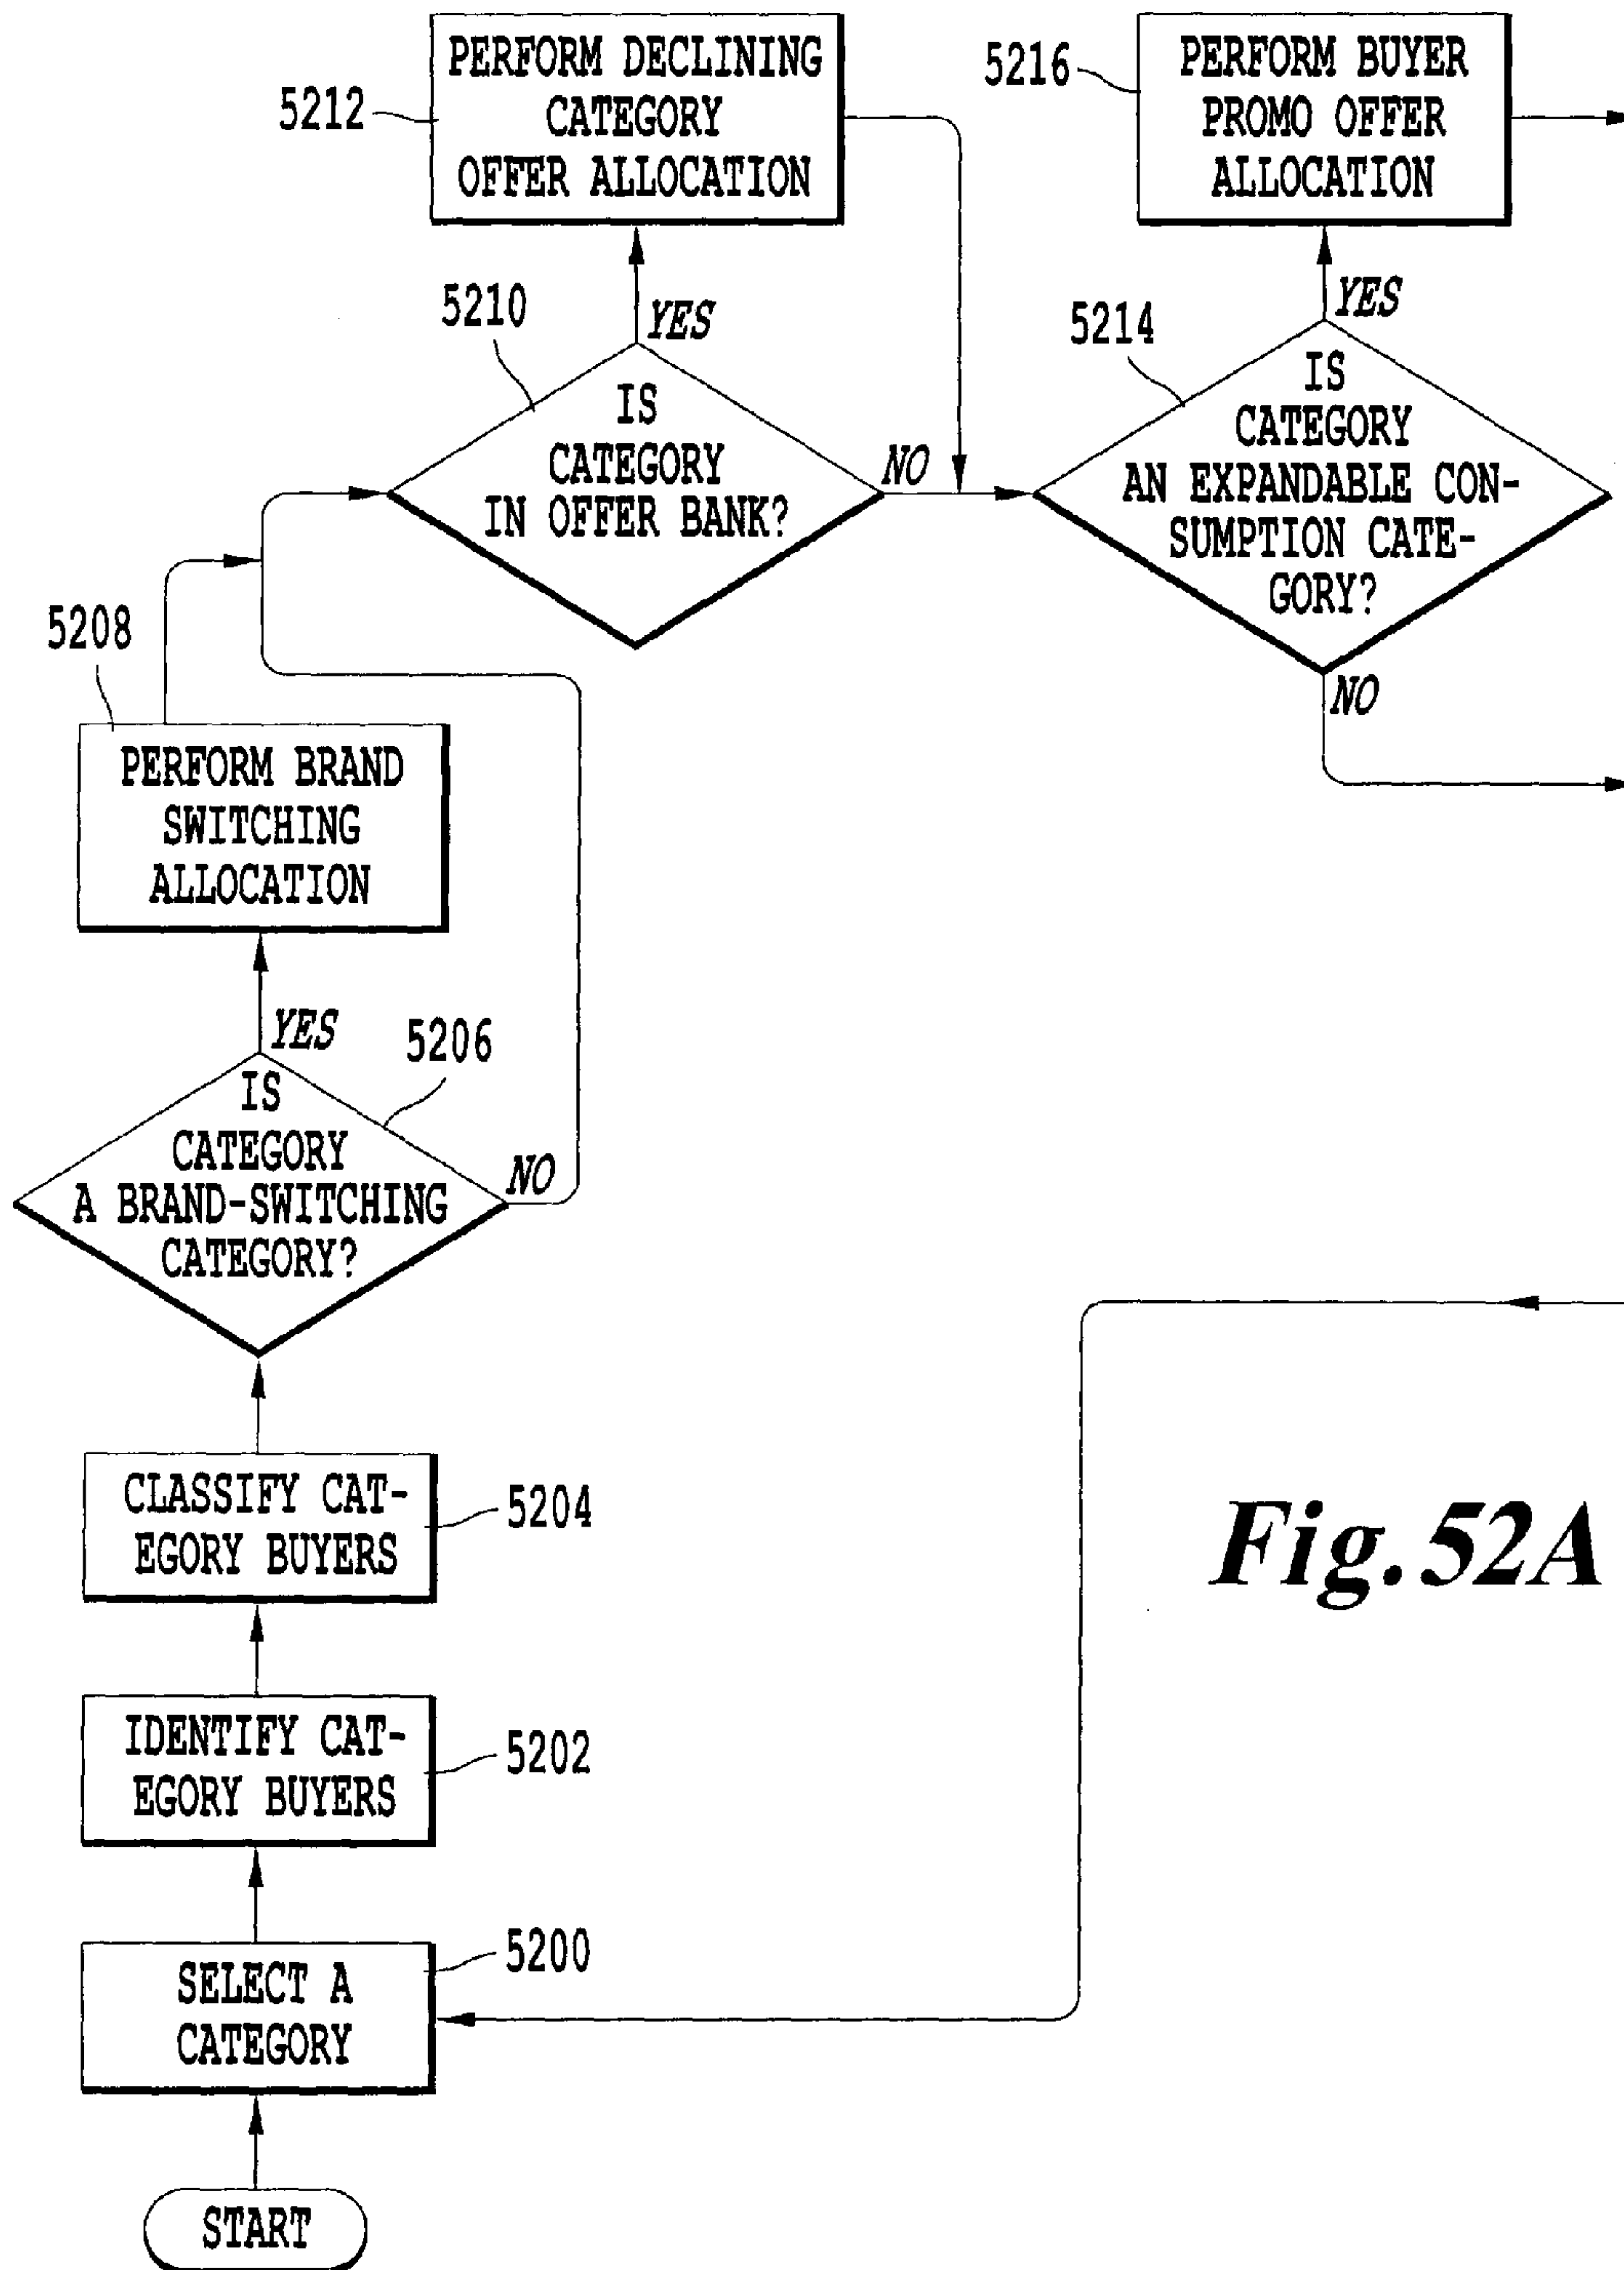 PERFORM DECLINING
CATEGORY
OFFER ALLOCATION
5212
5216
PERFORM BUYER
PROMO OFFER
ALLOCATION
5210
YES
IS
CATEGORY
IN OFFER BANK?
NO
5214
YES
IS
CATEGORY
AN EXPANDABLE CON-
SUMPTION CATE-
GORY?
NO
5208
PERFORM BRAND
SWITCHING
ALLOCATION
YES
5206
IS
CATEGORY
A BRAND-SWITCHING
CATEGORY?
NO
CLASSIFY CAT-
EGORY BUYERS
5204
Fig. 52A
IDENTIFY CAT-
EGORY BUYERS
5202
SELECT A
CATEGORY
5200
START